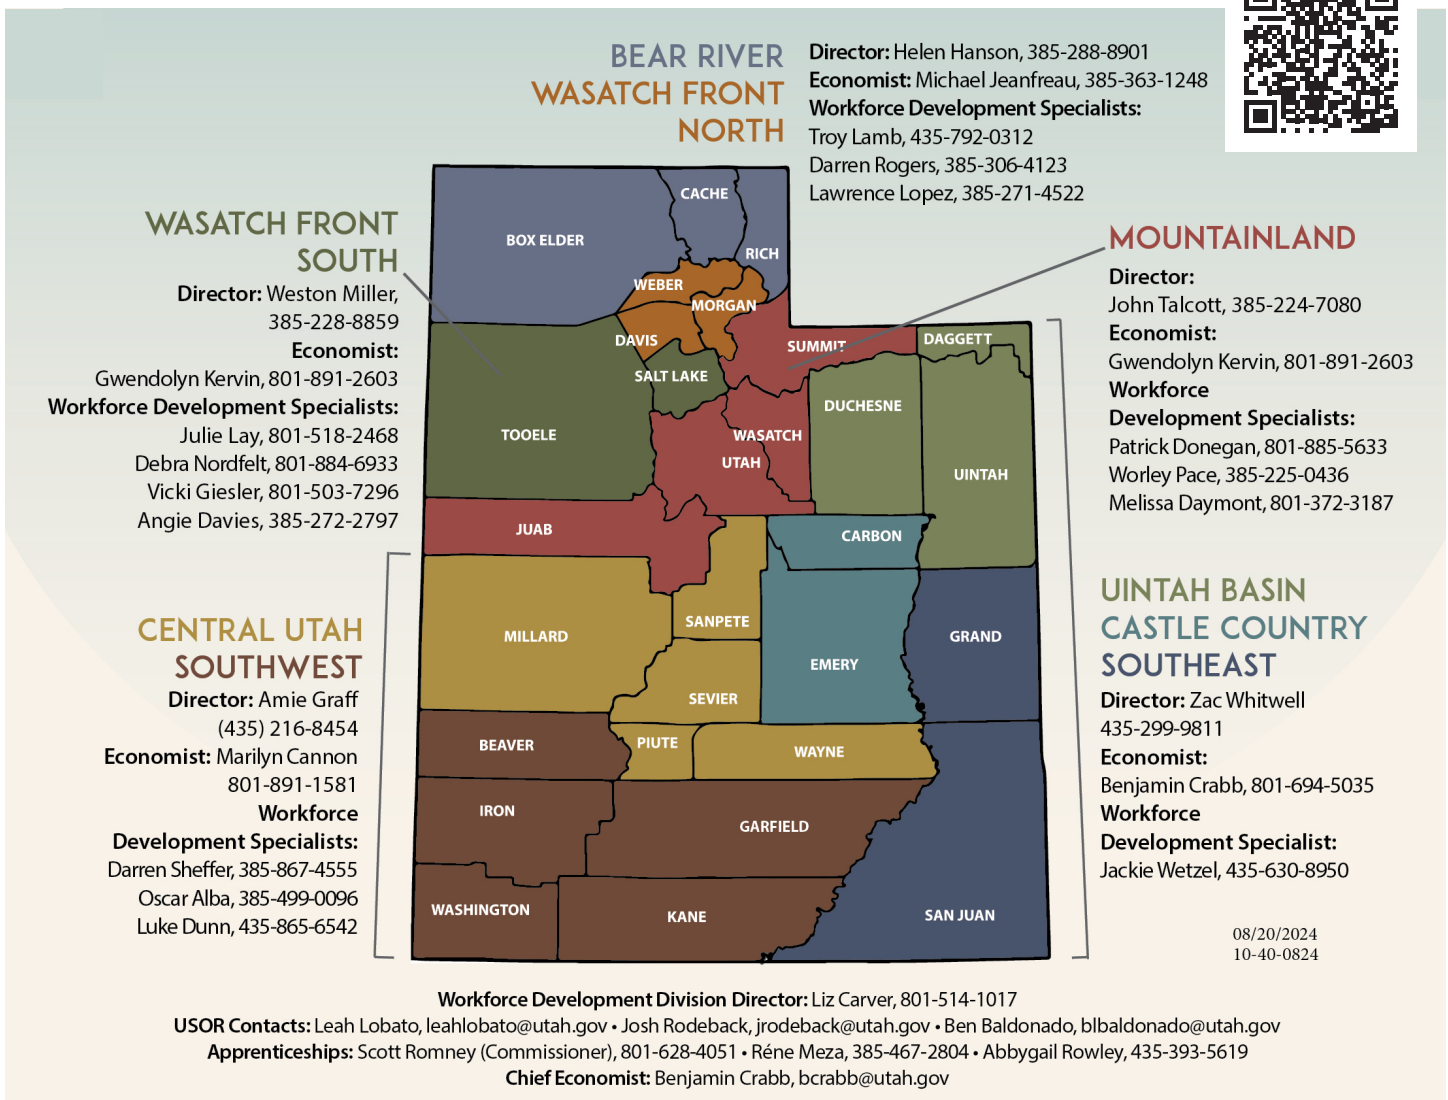 BEAR RIVER
WASATCH FRONT
NORTH
Director: Helen Hanson, 385-288-8901
Economist: Michael Jeanfreau, 385-363-1248
Workforce Development Specialists:
Troy Lamb, 435-792-0312
Darren Rogers, 385-306-4123
Lawrence Lopez, 385-271-4522
WASATCH FRONT
SOUTH
Director: Weston Miller,
385-228-8859
Economist:
Gwendolyn Kervin, 801-891-2603
Workforce Development Specialists:
Julie Lay, 801-518-2468
Debra Nordfelt, 801-884-6933
Vicki Giesler, 801-503-7296
Angie Davies, 385-272-2797
MOUNTAINLAND
Director:
John Talcott, 385-224-7080
Economist:
Gwendolyn Kervin, 801-891-2603
Workforce
Development Specialists:
Patrick Donegan, 801-885-5633
Worley Pace, 385-225-0436
Melissa Daymont, 801-372-3187
CACHE
BOX ELDER
RICH
WEBER
MORGAN
DAVIS
SUMMIT
DAGGETT
SALT LAKE
DUCHESNE
TOOELE
WASATCH
UTAH
UINTAH
JUAB
CARBON
SANPETE
MILLARD
GRAND
EMERY
SEVIER
BEAVER
PIUTE
WAYNE
IRON
GARFIELD
WASHINGTON
KANE
SAN JUAN
CENTRAL UTAH
SOUTHWEST
Director: Amie Graff
(435) 216-8454
Economist: Marilyn Cannon
801-891-1581
Workforce
Development Specialists:
Darren Sheffer, 385-867-4555
Oscar Alba, 385-499-0096
Luke Dunn, 435-865-6542
UINTAH BASIN
CASTLE COUNTRY
SOUTHEAST
Director: Zac Whitwell
435-299-9811
Economist:
Benjamin Crabb, 801-694-5035
Workforce
Development Specialist:
Jackie Wetzel, 435-630-8950
08/20/2024
10-40-0824
Workforce Development Division Director: Liz Carver, 801-514-1017
USOR Contacts: Leah Lobato, leahlobato@utah.gov • Josh Rodeback, jrodeback@utah.gov • Ben Baldonado, blbaldonado@utah.gov
Apprenticeships: Scott Romney (Commissioner), 801-628-4051 • Réne Meza, 385-467-2804 • Abbygail Rowley, 435-393-5619
Chief Economist: Benjamin Crabb, bcrabb@utah.gov